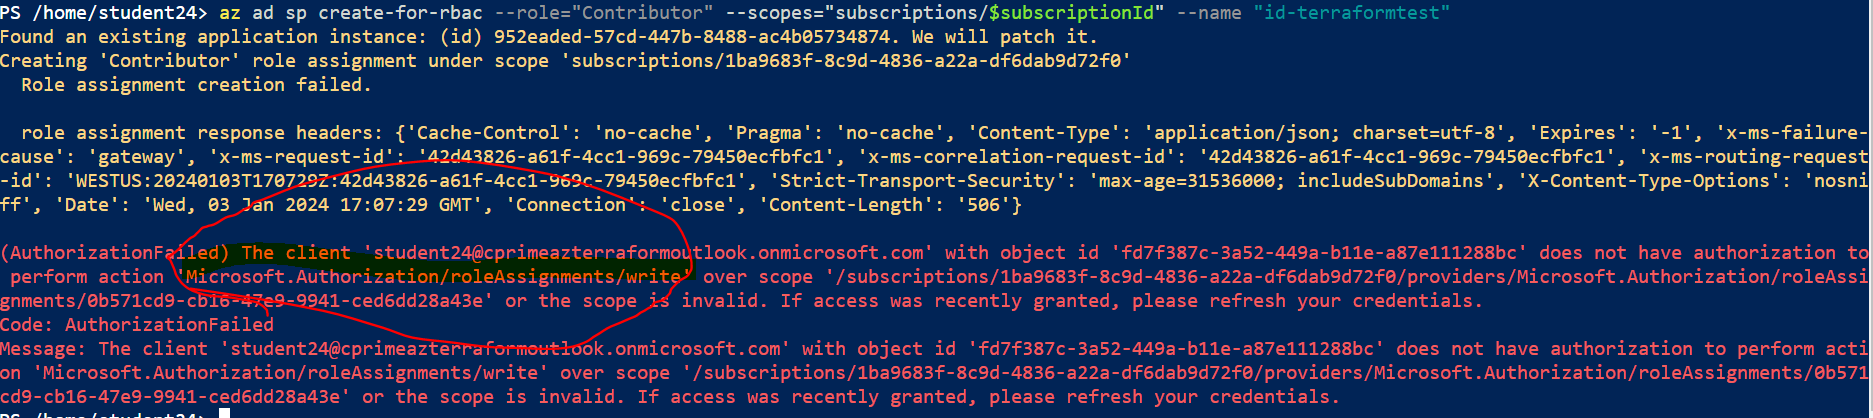 PS /home/student24> az ad sp create-for-rbac --role="Contributor" --scopes="subscriptions/$subscriptionId" --name "id-terraformtest"
Found an existing application instance: (id) 952eaded-57cd-447b-8488-ac4b05734874. We will patch it.
Creating 'Contributor' role assignment under scope 'subscriptions/1ba9683f-8c9d-4836-a22a-df6dab9d72f0'
  Role assignment creation failed.

  role assignment response headers: {'Cache-Control': 'no-cache', 'Pragma': 'no-cache', 'Content-Type': 'application/json; charset=utf-8', 'Expires': '-1', 'x-ms-failure-
cause': 'gateway', 'x-ms-request-id': '42d43826-a61f-4cc1-969c-79450ecfbfc1', 'x-ms-correlation-request-id': '42d43826-a61f-4cc1-969c-79450ecfbfc1', 'x-ms-routing-request
-id': 'WESTUS:20240103T170729Z:42d43826-a61f-4cc1-969c-79450ecfbfc1', 'Strict-Transport-Security': 'max-age=31536000; includeSubDomains', 'X-Content-Type-Options': 'nosni
ff', 'Date': 'Wed, 03 Jan 2024 17:07:29 GMT', 'Connection': 'close', 'Content-Length': '506'}

(AuthorizationFailed) The client 'student24@cprimeazterraformoutlook.onmicrosoft.com' with object id 'fd7f387c-3a52-449a-b11e-a87e111288bc' does not have authorization to
 perform action 'Microsoft.Authorization/roleAssignments/write' over scope '/subscriptions/1ba9683f-8c9d-4836-a22a-df6dab9d72f0/providers/Microsoft.Authorization/roleAssi
gnments/0b571cd9-cb16-47e9-9941-ced6dd28a43e' or the scope is invalid. If access was recently granted, please refresh your credentials.
Code: AuthorizationFailed
Message: The client 'student24@cprimeazterraformoutlook.onmicrosoft.com' with object id 'fd7f387c-3a52-449a-b11e-a87e111288bc' does not have authorization to perform acti
on 'Microsoft.Authorization/roleAssignments/write' over scope '/subscriptions/1ba9683f-8c9d-4836-a22a-df6dab9d72f0/providers/Microsoft.Authorization/roleAssignments/0b571
cd9-cb16-47e9-9941-ced6dd28a43e' or the scope is invalid. If access was recently granted, please refresh your credentials.
PS /home/student24>